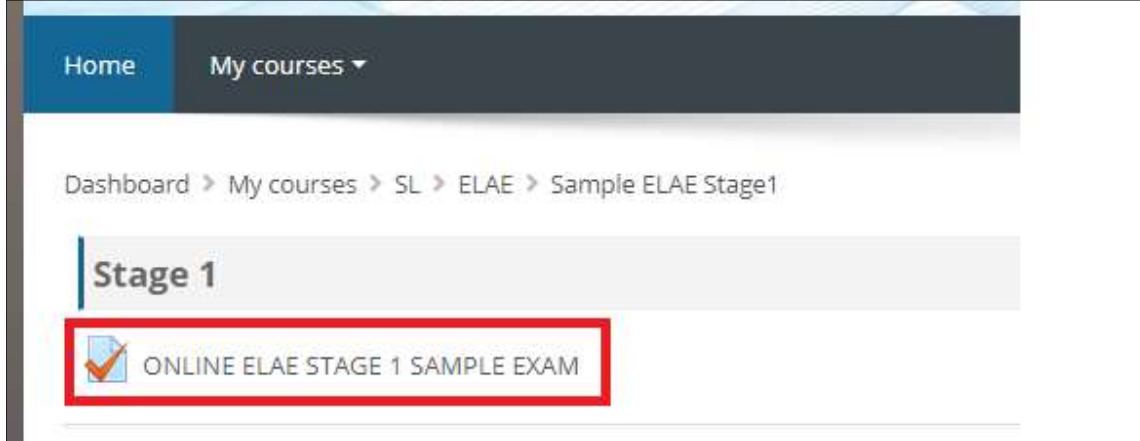 Home My courses
Dashboard > My courses > SL > ELAE > Sample ELAE Stage1
Stage 1
ONLINE ELAE STAGE 1 SAMPLE EXAM